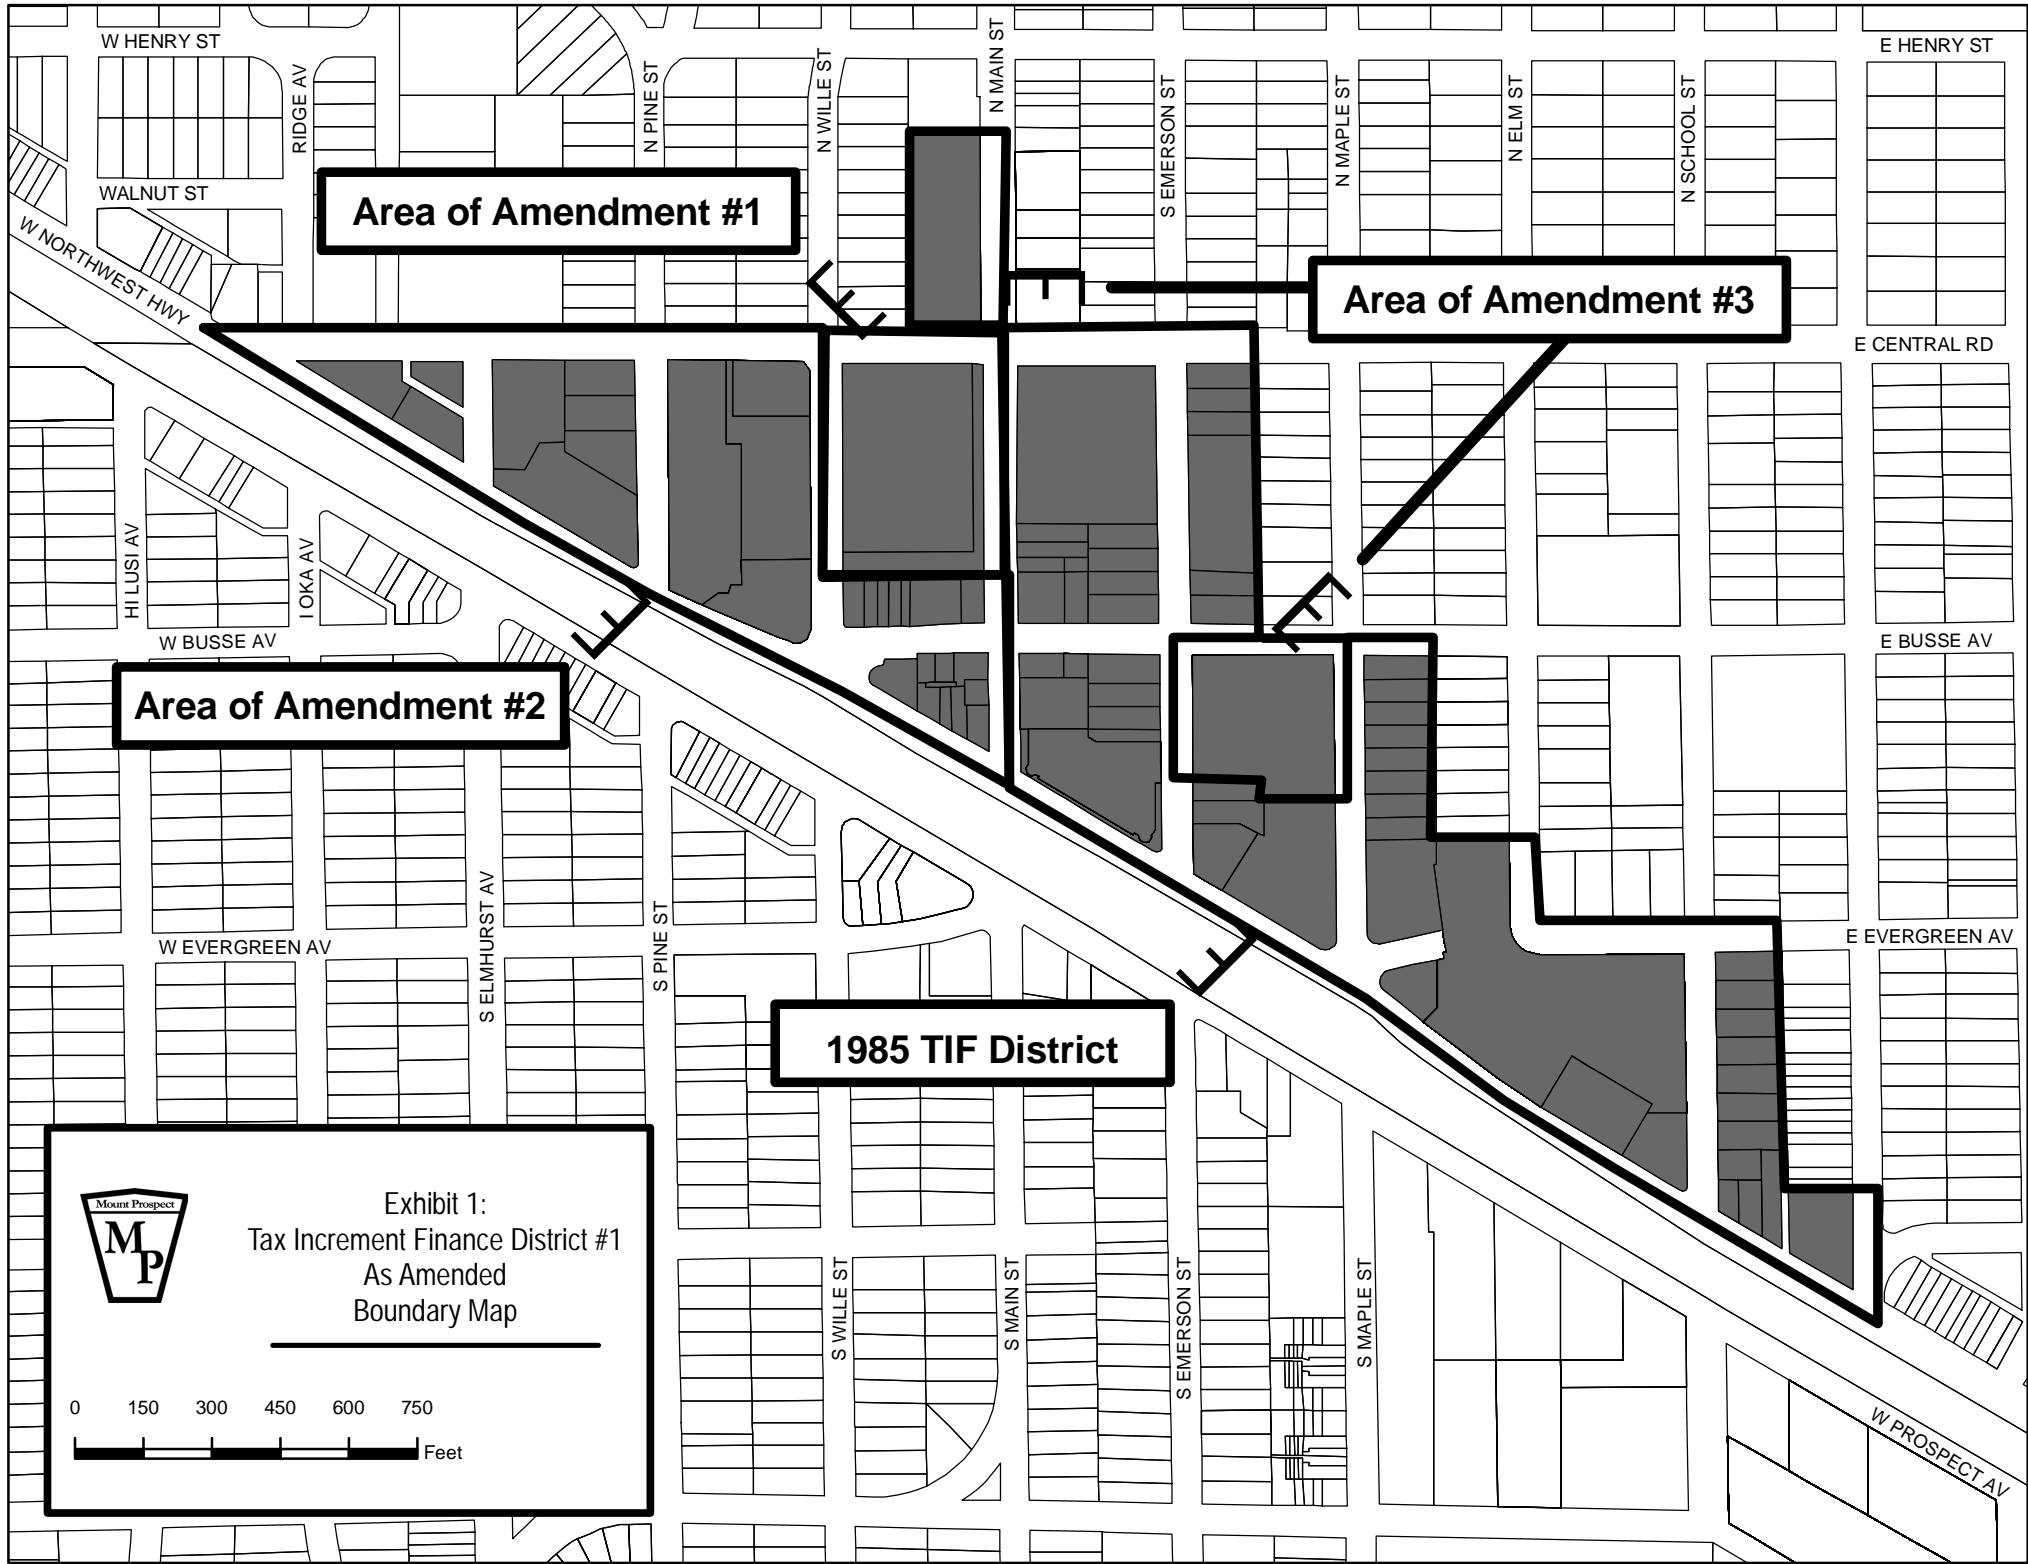 W HENRY ST
E HENRY ST
RIDGE AV
N PINE ST
N WILLE ST
N MAIN ST
S EMERSON ST
N MAPLE ST
N ELM ST
N SCHOOL ST
WALNUT ST
W NORTHWEST HWY
Area of Amendment #1
Area of Amendment #3
E CENTRAL RD
HI LUSI AV
I OKA AV
W BUSSE AV
E BUSSE AV
Area of Amendment #2
S ELMHURST AV
S PINE ST
W EVERGREEN AV
E EVERGREEN AV
1985 TIF District
Mount Prospect
MP
Exhibit 1:
Tax Increment Finance District #1
As Amended
Boundary Map
S WILLE ST
S MAIN ST
S EMERSON ST
S MAPLE ST
0 150 300 450 600 750
Feet
W PROSPECT AV